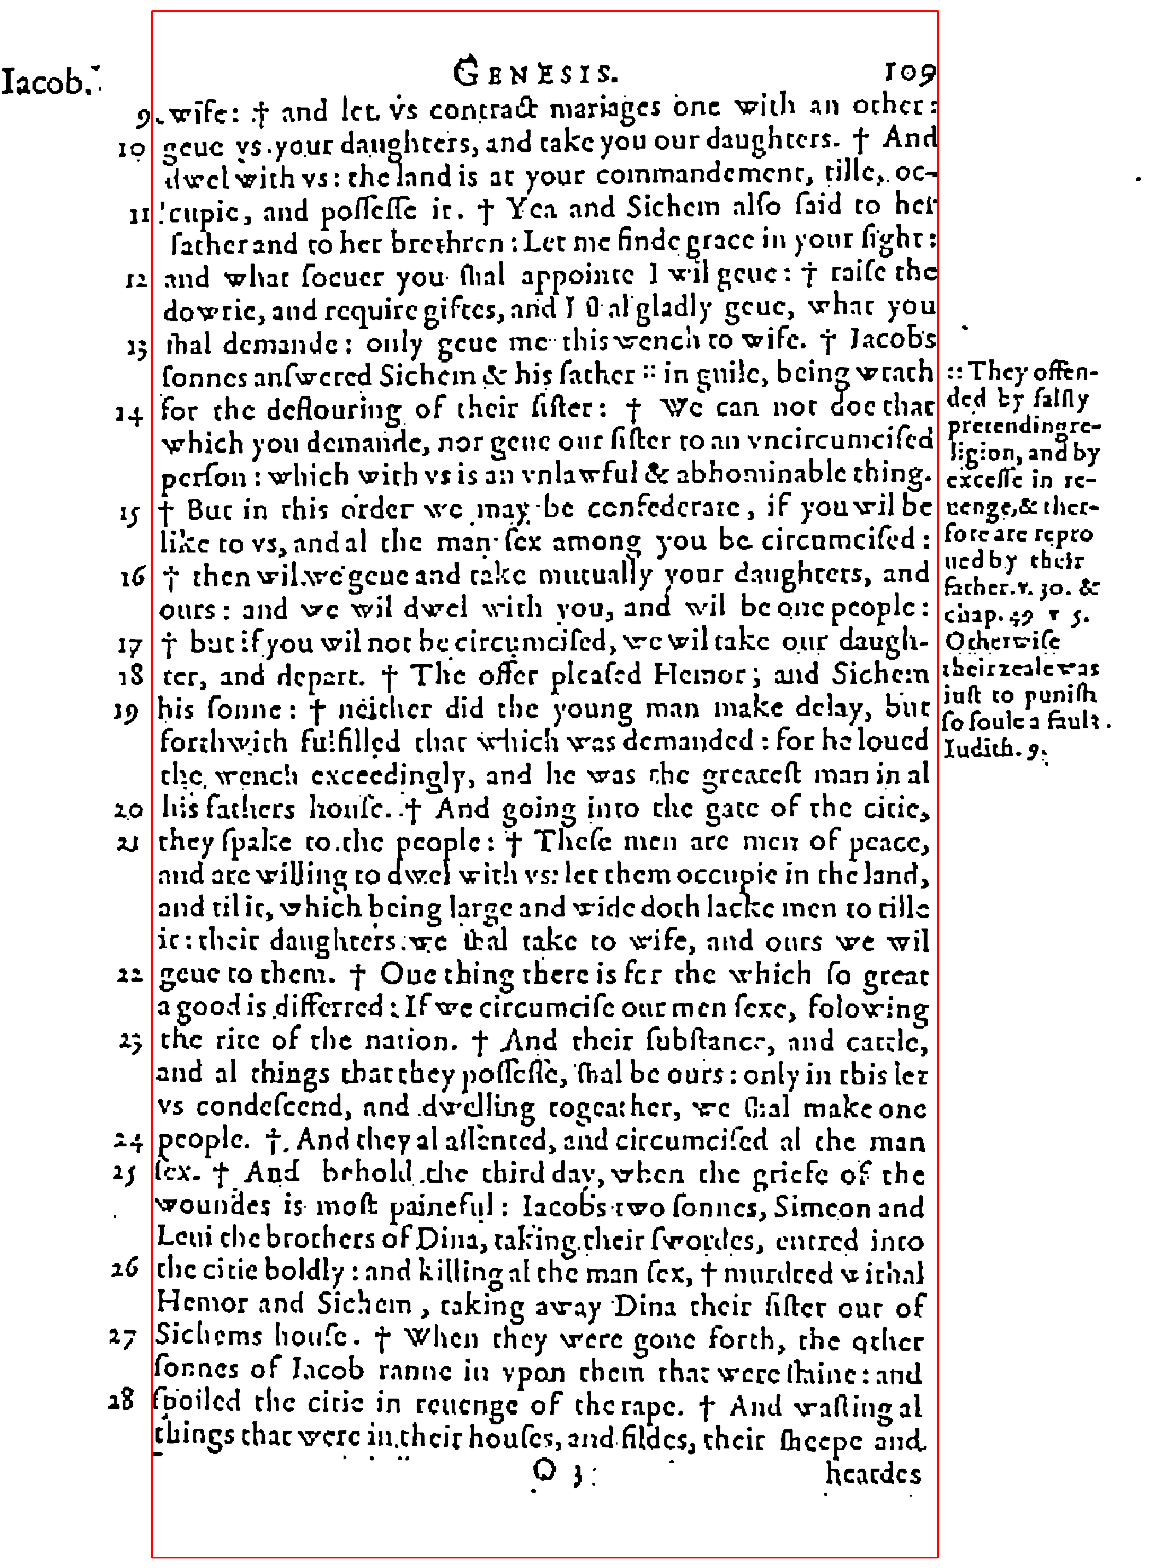 Iacob.
GENESIS. 109
9 wife: † and let vs contract mariages one with an other:
10 geue vs your daughters, and take you our daughters. † And
dwel with vs: the land is at your commandement, tille, oc-
11 cupie, and possesse it. † Yea and Sichem also said to her
father and to her brethren: Let me finde grace in your sight:
12 and what soeuer you shal appointe I wil geue: † raise the
dowrie, and require giftes, and I shal gladly geue, what you
13 shal demande: only geue me this wench to wife. † Iacobs
sonnes answered Sichem & his father :: in guile, being wrath
14 for the deflouring of their sister: † We can not doe that
which you demande, nor geue our sister to an vncircumcised
person: which with vs is an vnlawful & abhominable thing.
15 † But in this order we may be confederate, if you wil be
like to vs, and al the man sex among you be circumcised:
16 † then wil we geue and take mutually your daughters, and
ours: and we wil dwel with you, and wil be one people:
17 † but if you wil not be circumcised, we wil take our daugh-
18 ter, and depart. † The offer pleased Hemor; and Sichem
19 his sonne: † neither did the young man make delay, but
forthwith fulfilled that which was demanded: for he loued
the wench exceedingly, and he was the greatest man in al
20 his fathers house. † And going into the gate of the citie,
21 they spake to the people: † These men are men of peace,
and are willing to dwel with vs: let them occupie in the land,
and til it, which being large and wide doth lacke men to tille
it: their daughters we shal take to wife, and ours we wil
22 geue to them. † One thing there is for the which so great
a good is differred: If we circumcise our men sexe, folowing
23 the rite of the nation. † And their substance, and cattle,
and al things that they possesse, shal be ours: only in this let
vs condescend, and dwelling togeather, we shal make one
24 people. † And they al assented, and circumcised al the man
25 sex. † And behold the third day, when the griefe of the
woundes is most paineful: Iacobs two sonnes, Simeon and
Leui the brothers of Dina, taking their swordes, entred into
26 the citie boldly: and killing al the man sex, † murdred withal
Hemor and Sichem, taking away Dina their sister out of
27 Sichems house. † When they were gone forth, the other
sonnes of Iacob ranne in vpon them that were slaine: and
28 spoiled the citie in reuenge of the rape. † And wasting al
things that were in their houses, and fildes, their sheepe and
O 3 heardes
:: They offen-
ded by falsly
pretending re-
ligion, and by
excesse in re-
uenge, & ther-
fore are repro
ued by their
father. v. 30. &
chap. 49 v 5.
Otherwise
their zeale was
iust to punish
so foule a fault.
Iudith. 9.